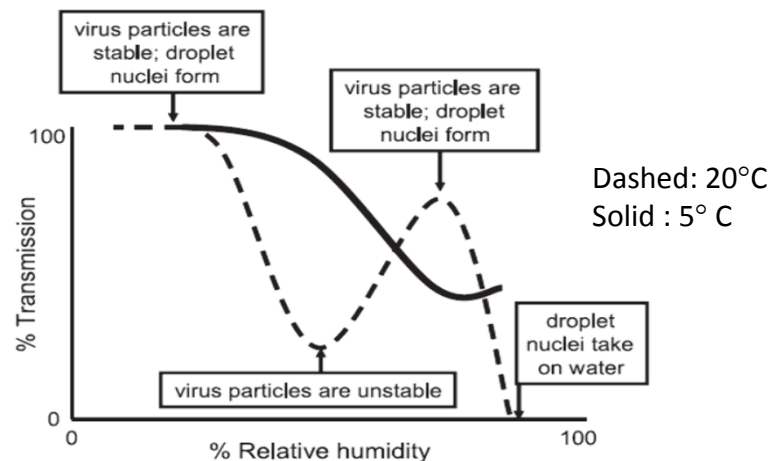 virus particles are
stable; droplet
nuclei form
virus particles are
stable; droplet
nuclei form
100
% Transmission
Dashed: 20°C
Solid : 5° C
droplet
nuclei take
on water
virus particles are unstable
0
0
100
% Relative humidity